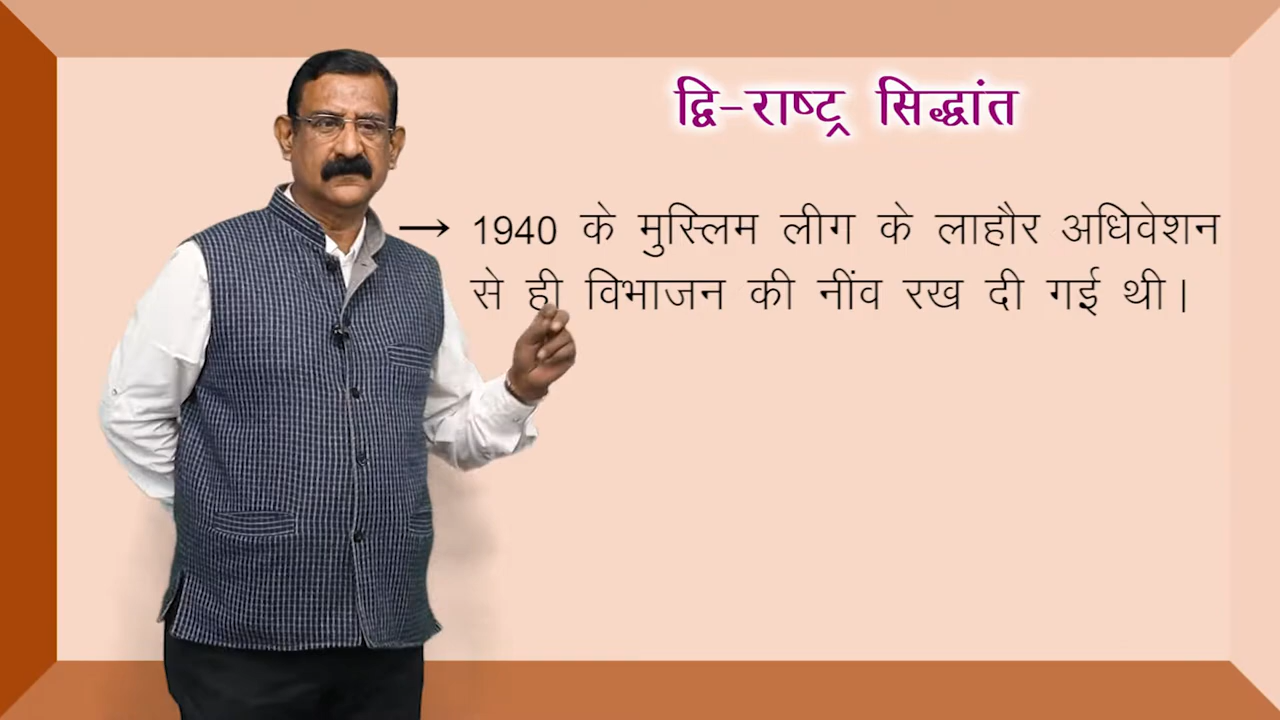 द्वि-राष्ट्र सिद्धांत
→ 1940 के मुस्लिम लीग के लाहौर अधिवेशन
से ही विभाजन की नींव रख दी गई थी।